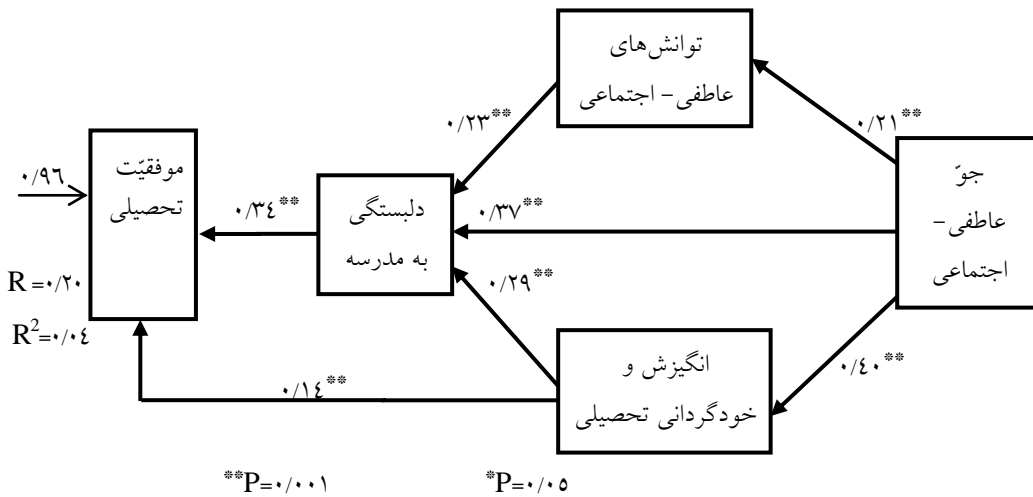 توانش‌های
عاطفی- اجتماعی
۰/۲۳**
۰/۲۱**
جوّ
عاطفی-
اجتماعی
موفقیّت
تحصیلی
۰/۹٦
دلبستگی
به مدرسه
۰/۳٤**
۰/۳۷**
۰/۲۹**
R =۰/۲۰
R²=۰/۰٤
انگیزش و
خودگردانی تحصیلی
۰/٤۰**
۰/۱٤**
**P=۰/۰۰۱
*P=۰/۰٥